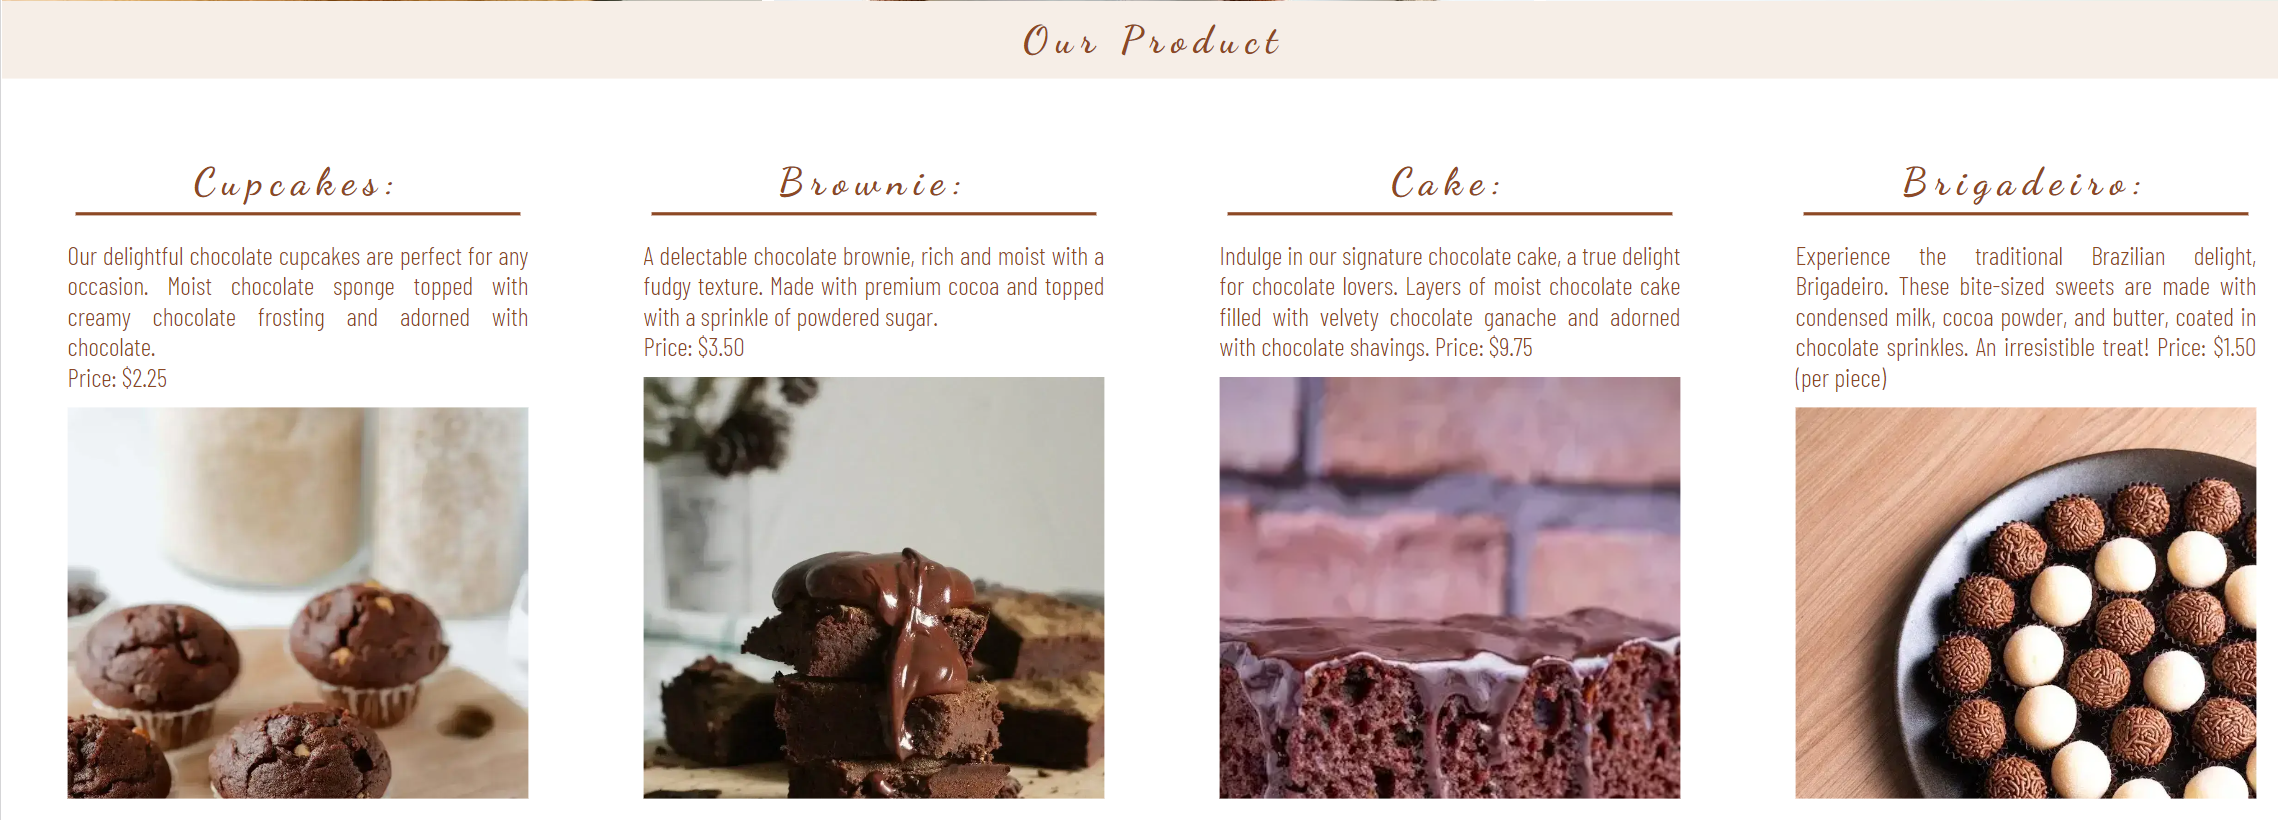 Our Product
Cupcakes:
Our delightful chocolate cupcakes are perfect for any
occasion. Moist chocolate sponge topped with
creamy chocolate frosting and adorned with
chocolate.
Price: $2.25
Brownie:
A delectable chocolate brownie, rich and moist with a
fudgy texture. Made with premium cocoa and topped
with a sprinkle of powdered sugar.
Price: $3.50
Cake:
Indulge in our signature chocolate cake, a true delight
for chocolate lovers. Layers of moist chocolate cake
filled with velvety chocolate ganache and adorned
with chocolate shavings. Price: $9.75
Brigadeiro:
Experience the traditional Brazilian delight,
Brigadeiro. These bite-sized sweets are made with
condensed milk, cocoa powder, and butter, coated in
chocolate sprinkles. An irresistible treat! Price: $1.50
(per piece)